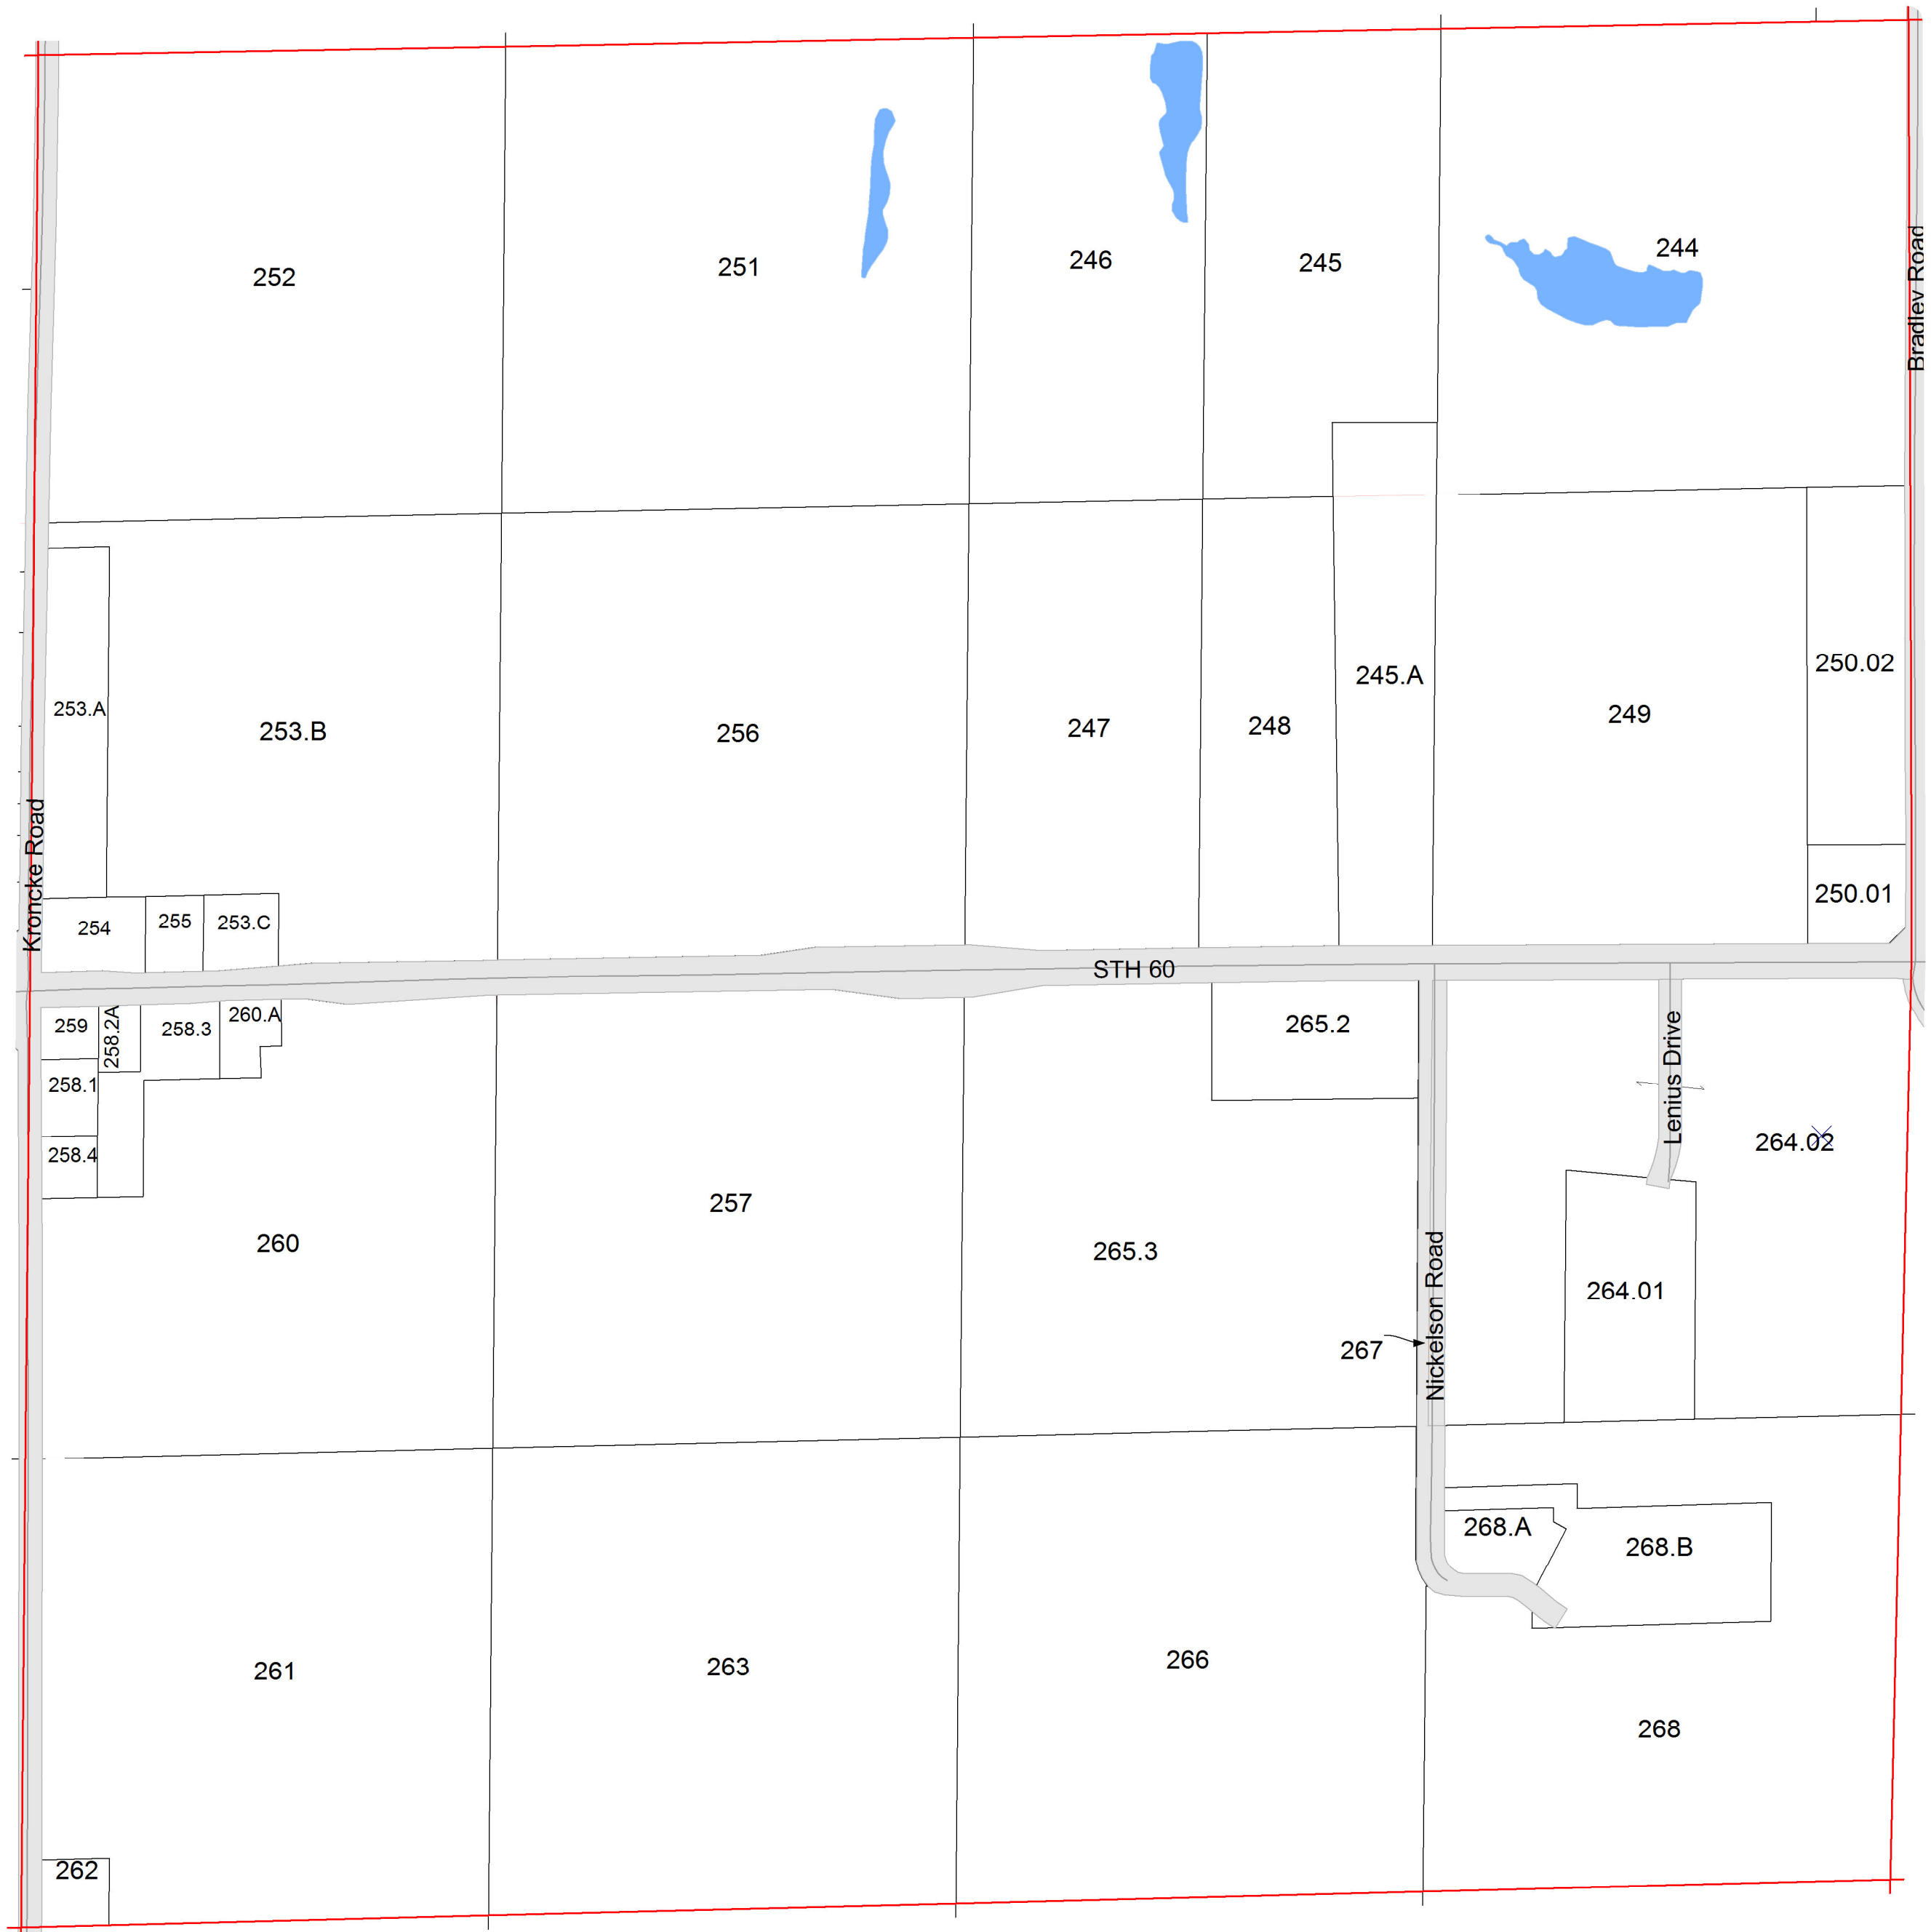 244
252
251
246
245
Bradley Road
250.02
245.A
253.A
253.B
256
247
248
249
Kroncke Road
254
255
253.C
250.01
STH 60
259
258.2A
258.3
260.A
265.2
258.1
Lenius Drive
258.4
264.02
257
260
265.3
264.01
267
Nickelson Road
268.A
268.B
261
263
266
268
262